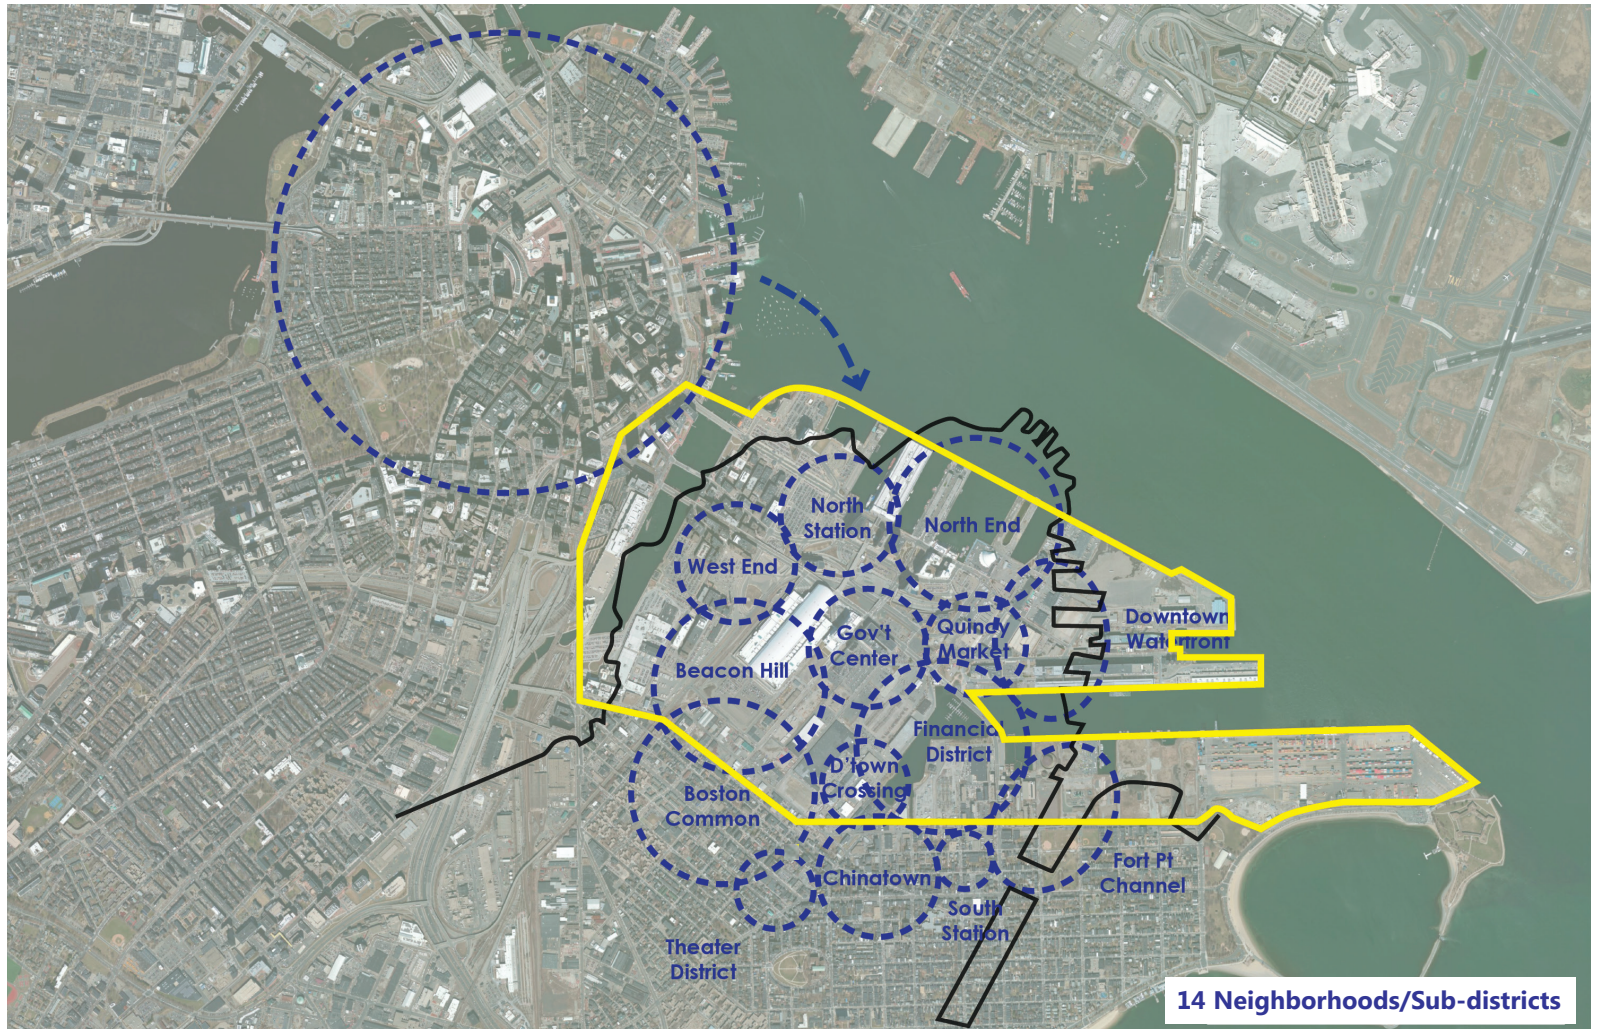 North
Station
North End
West End
Gov't
Center
Quincy
Market
Downtown
Waterfront
Beacon Hill
Financial
District
D'town
Crossing
Boston
Common
Chinatown
Fort Pt
Channel
South
Station
Theater
District
14 Neighborhoods/Sub-districts